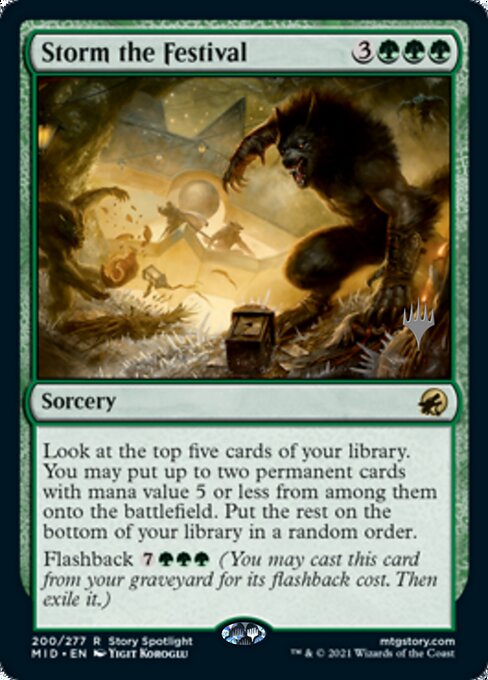 Storm the Festival 3
Sorcery
Look at the top five cards of your library.
You may put up to two permanent cards
with mana value 5 or less from among them
onto the battlefield. Put the rest on the
bottom of your library in a random order.
Flashback 7 (You may cast this card
from your graveyard for its flashback cost. Then
exile it.)
200/277 R Story Spotlight mtgstory.com
MID • EN Yigit Koroglu ™ & © 2021 Wizards of the Coast